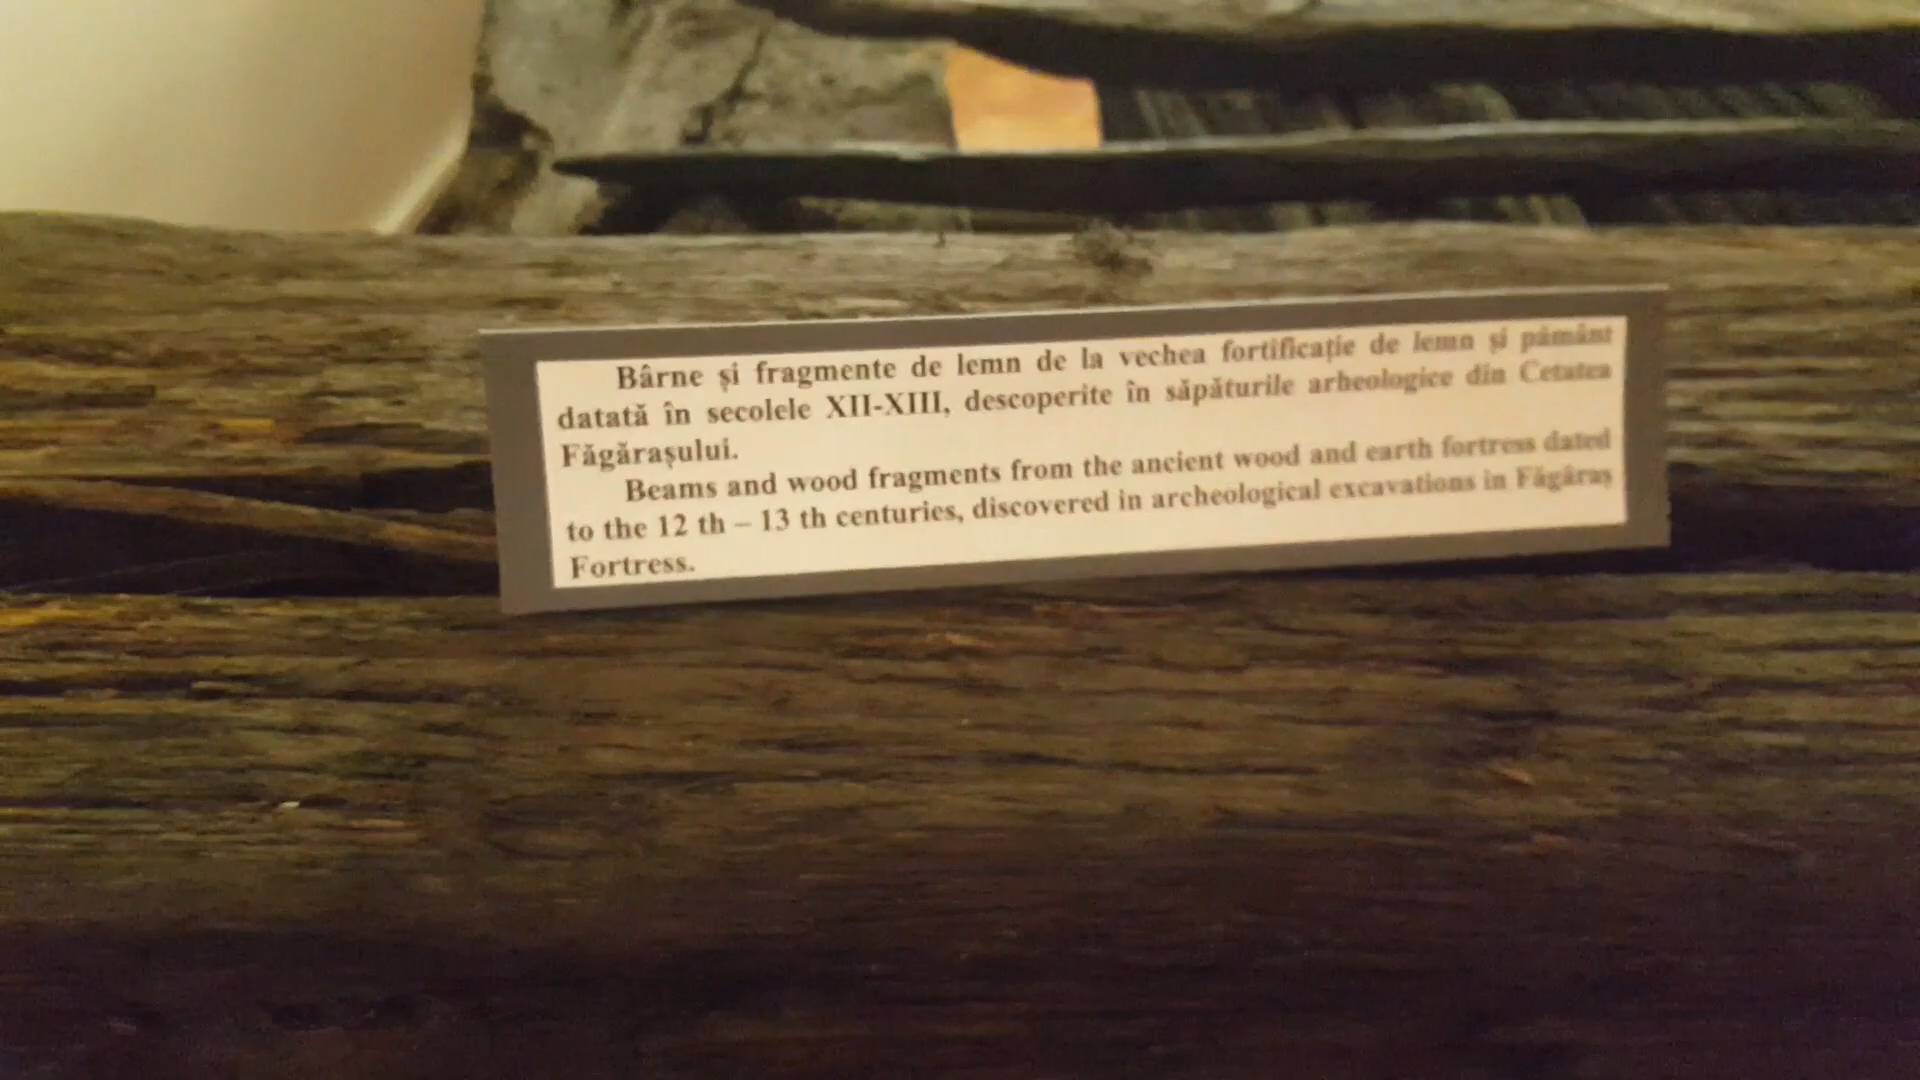 Bârne și fragmente de lemn de la vechea fortificație de lemn și pământ
datată în secolele XII-XIII, descoperite în săpăturile arheologice din Cetatea
Făgărașului.
Beams and wood fragments from the ancient wood and earth fortress dated
to the 12 th – 13 th centuries, discovered in archeological excavations in Făgăraș
Fortress.